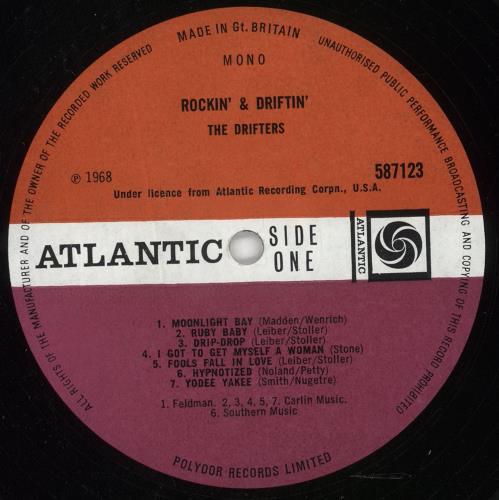 MADE IN Gt. BRITAIN
ALL RIGHTS OF THE MANUFACTURER AND OF THE OWNER OF THE RECORDED WORK RESERVED
UNAUTHORISED PUBLIC PERFORMANCE BROADCASTING AND COPYING OF THIS RECORD PROHIBITED
MONO
ROCKIN' & DRIFTIN'
THE DRIFTERS
℗ 1968
587123
Under licence from Atlantic Recording Corpn., U.S.A.
ATLANTIC
SIDE
ONE
ATLANTIC
1. MOONLIGHT BAY (Madden/Wenrich)
2. RUBY BABY (Leiber/Stoller)
3. DRIP-DROP (Leiber/Stoller)
4. I GOT TO GET MYSELF A WOMAN (Stone)
5. FOOLS FALL IN LOVE (Leiber/Stoller)
6. HYPNOTIZED (Noland/Petty)
7. YODEE YAKEE (Smith/Nugetre)
1. Feldman. 2, 3, 4, 5, 7. Carlin Music.
6. Southern Music
POLYDOR RECORDS LIMITED